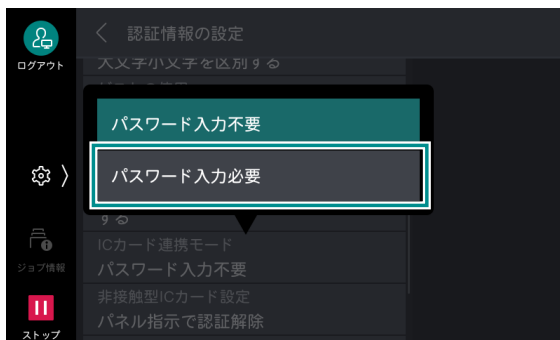 ログアウト
認証情報の設定
大文字小文字を区別する
パスワード入力不要
パスワード入力必要
する
ICカード連携モード
パスワード入力不要
ジョブ情報
非接触型ICカード設定
パネル指示で認証解除
ストップ